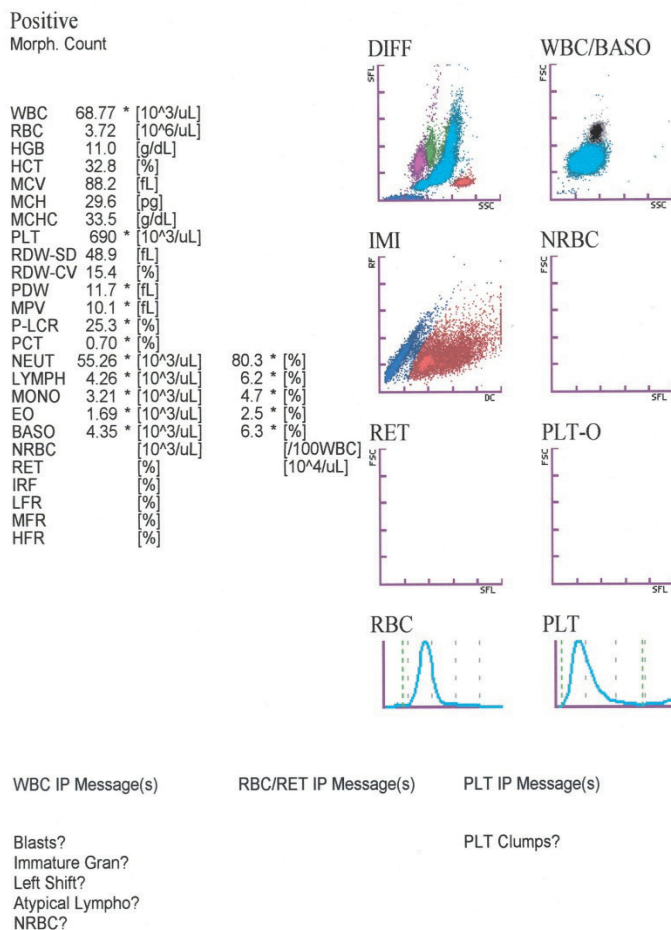 Positive
Morph. Count
DIFF
WBC/BASO
SFL
SSC
FSC
SFL
WBC 68.77 * [10^3/uL]
RBC 3.72 [10^6/uL]
HGB 11.0 [g/dL]
HCT 32.8 [%]
MCV 88.2 [fL]
MCH 29.6 [pg]
MCHC 33.5 [g/dL]
PLT 690 * [10^3/uL]
RDW-SD 48.9 [fL]
RDW-CV 15.4 [%]
PDW 11.7 * [fL]
MPV 10.1 * [fL]
P-LCR 25.3 * [%]
PCT 0.70 * [%]
NEUT 55.26 * [10^3/uL] 80.3 * [%]
LYMPH 4.26 * [10^3/uL] 6.2 * [%]
MONO 3.21 * [10^3/uL] 4.7 * [%]
EO 1.69 * [10^3/uL] 2.5 * [%]
BASO 4.35 * [10^3/uL] 6.3 * [%]
NRBC [10^3/uL] [/100WBC]
RET [%] [10^4/uL]
IRF [%]
LFR [%]
MFR [%]
HFR [%]
IMI
NRBC
RF
DC
FSC
SFL
RET
PLT-O
FSC
SFL
FSC
SFL
RBC
PLT
WBC IP Message(s)
RBC/RET IP Message(s)
PLT IP Message(s)
Blasts?
PLT Clumps?
Immature Gran?
Left Shift?
Atypical Lympho?
NRBC?